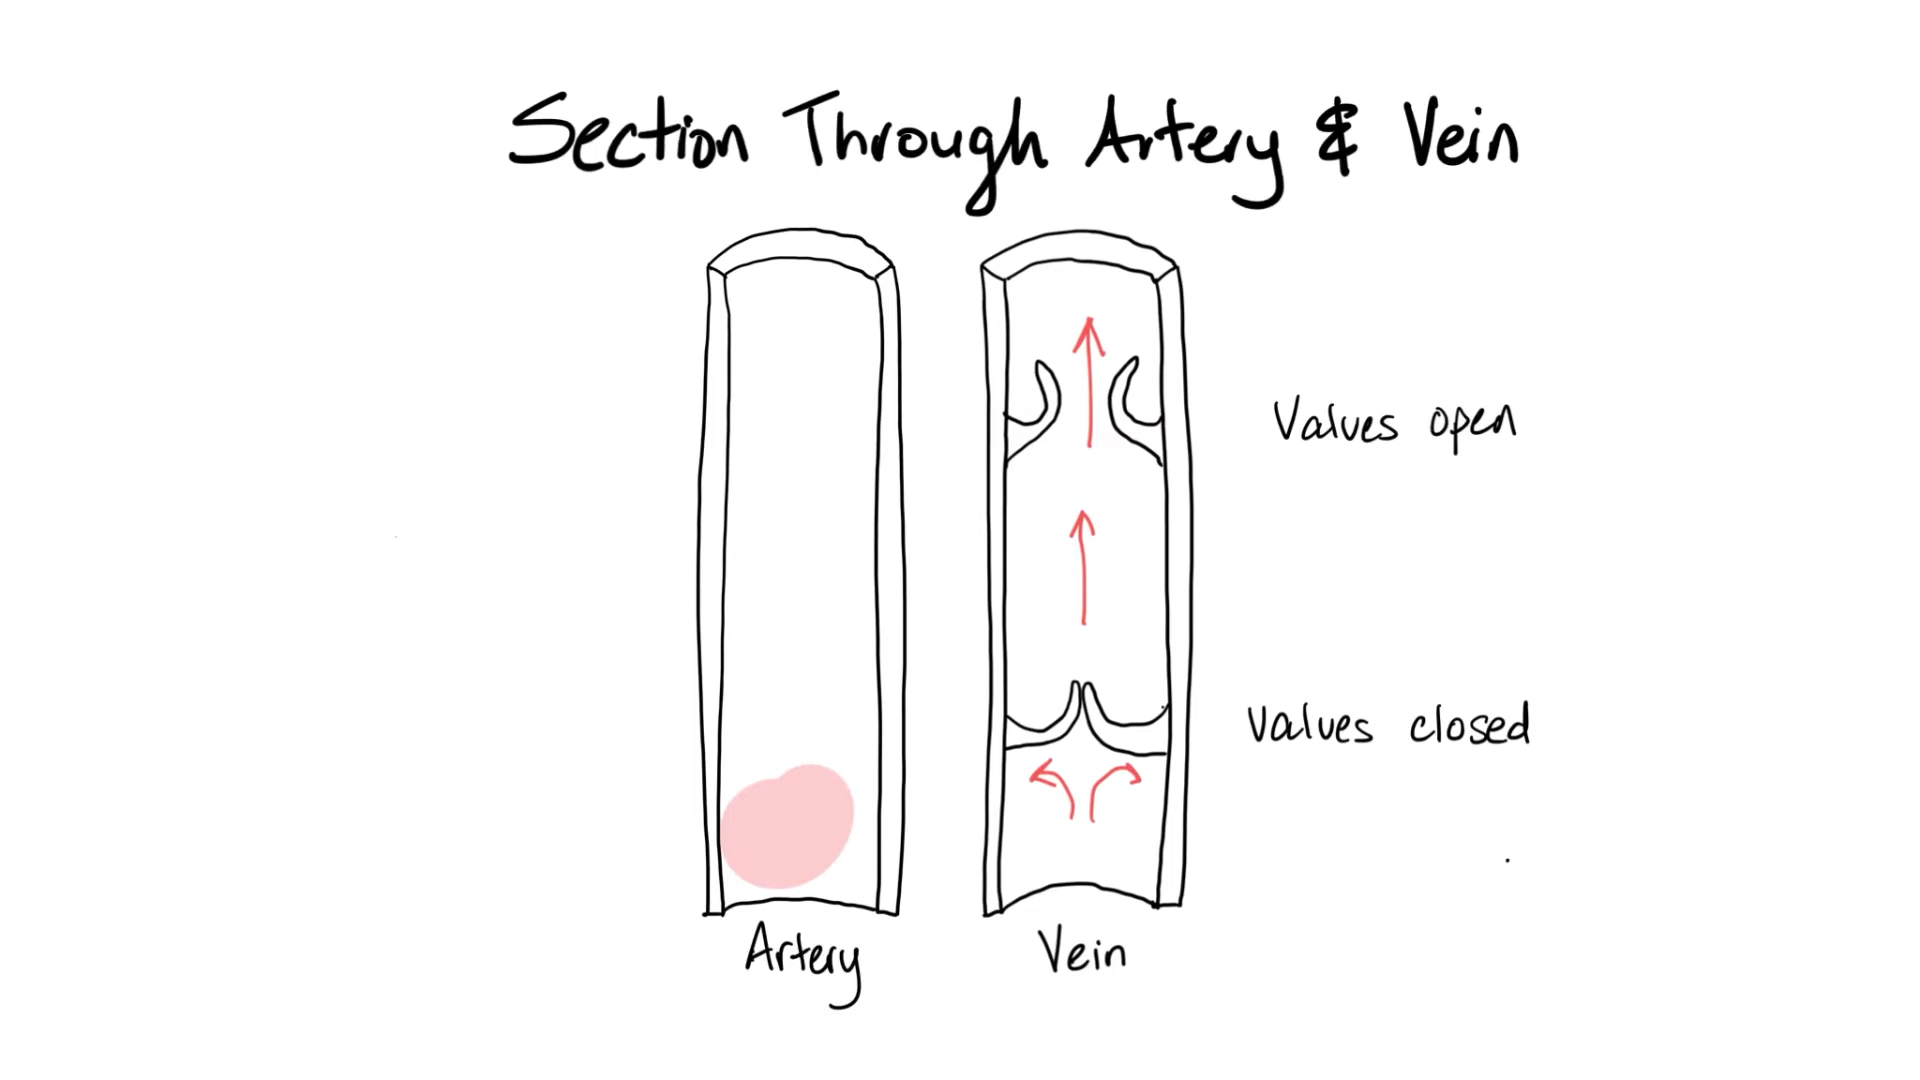 Section Through Artery & Vein
Valves open
Valves closed
Artery
Vein